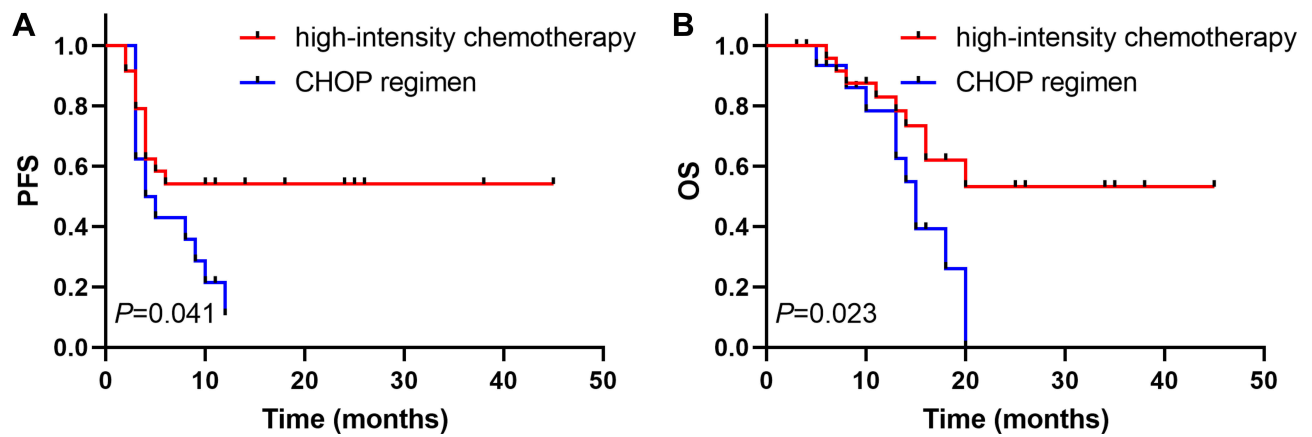 A
high-intensity chemotherapy
CHOP regimen
1.0
0.8
0.6
0.4
0.2
0.0
PFS
P=0.041
0 10 20 30 40 50
Time (months)
B
high-intensity chemotherapy
CHOP regimen
1.0
0.8
0.6
0.4
0.2
0.0
OS
P=0.023
0 10 20 30 40 50
Time (months)